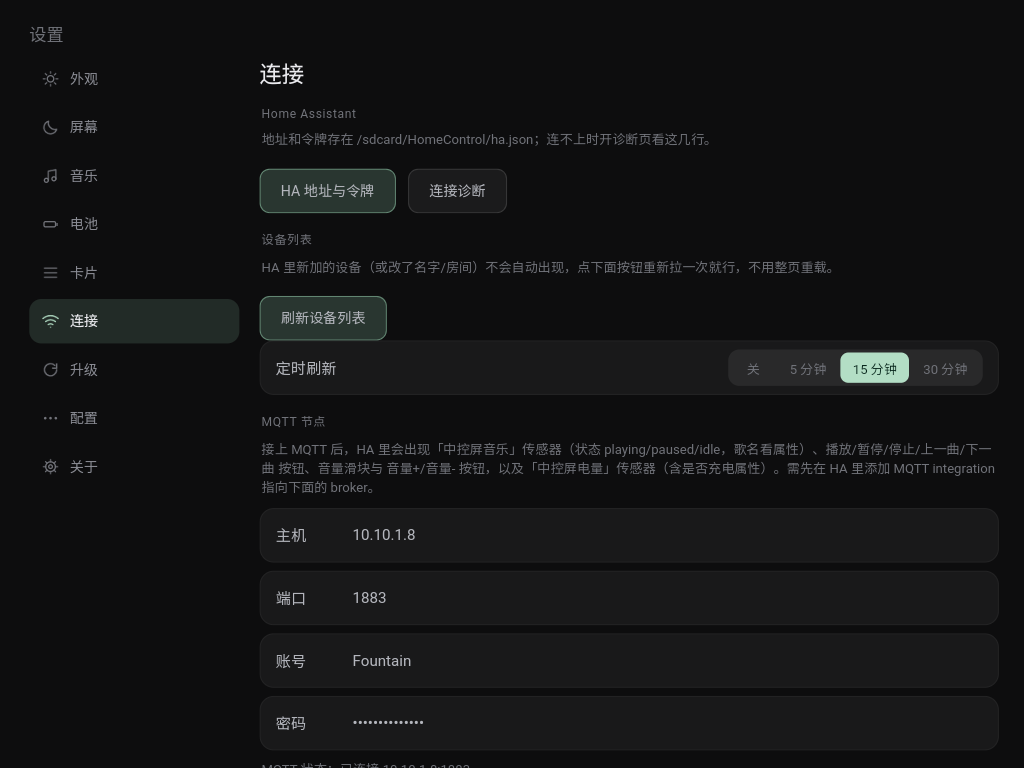 设置
外观
屏幕
音乐
电池
卡片
连接
升级
配置
关于
连接
Home Assistant
地址和令牌存在 /sdcard/HomeControl/ha.json；连不上时开诊断页看这几行。
HA 地址与令牌
连接诊断
设备列表
HA 里新加的设备（或改了名字/房间）不会自动出现，点下面按钮重新拉一次就行，不用整页重载。
刷新设备列表
定时刷新
关
5 分钟
15 分钟
30 分钟
MQTT 节点
接上 MQTT 后，HA 里会出现「中控屏音乐」传感器（状态 playing/paused/idle，歌名看属性）、播放/暂停/停止/上一曲/下一
曲 按钮、音量滑块与 音量+/音量- 按钮，以及「中控屏电量」传感器（含是否充电属性）。需先在 HA 里添加 MQTT integration
指向下面的 broker。
主机
10.10.1.8
端口
1883
账号
Fountain
密码
••••••••••••••
MQTT 状态：已连接 10.10.1.8:1883